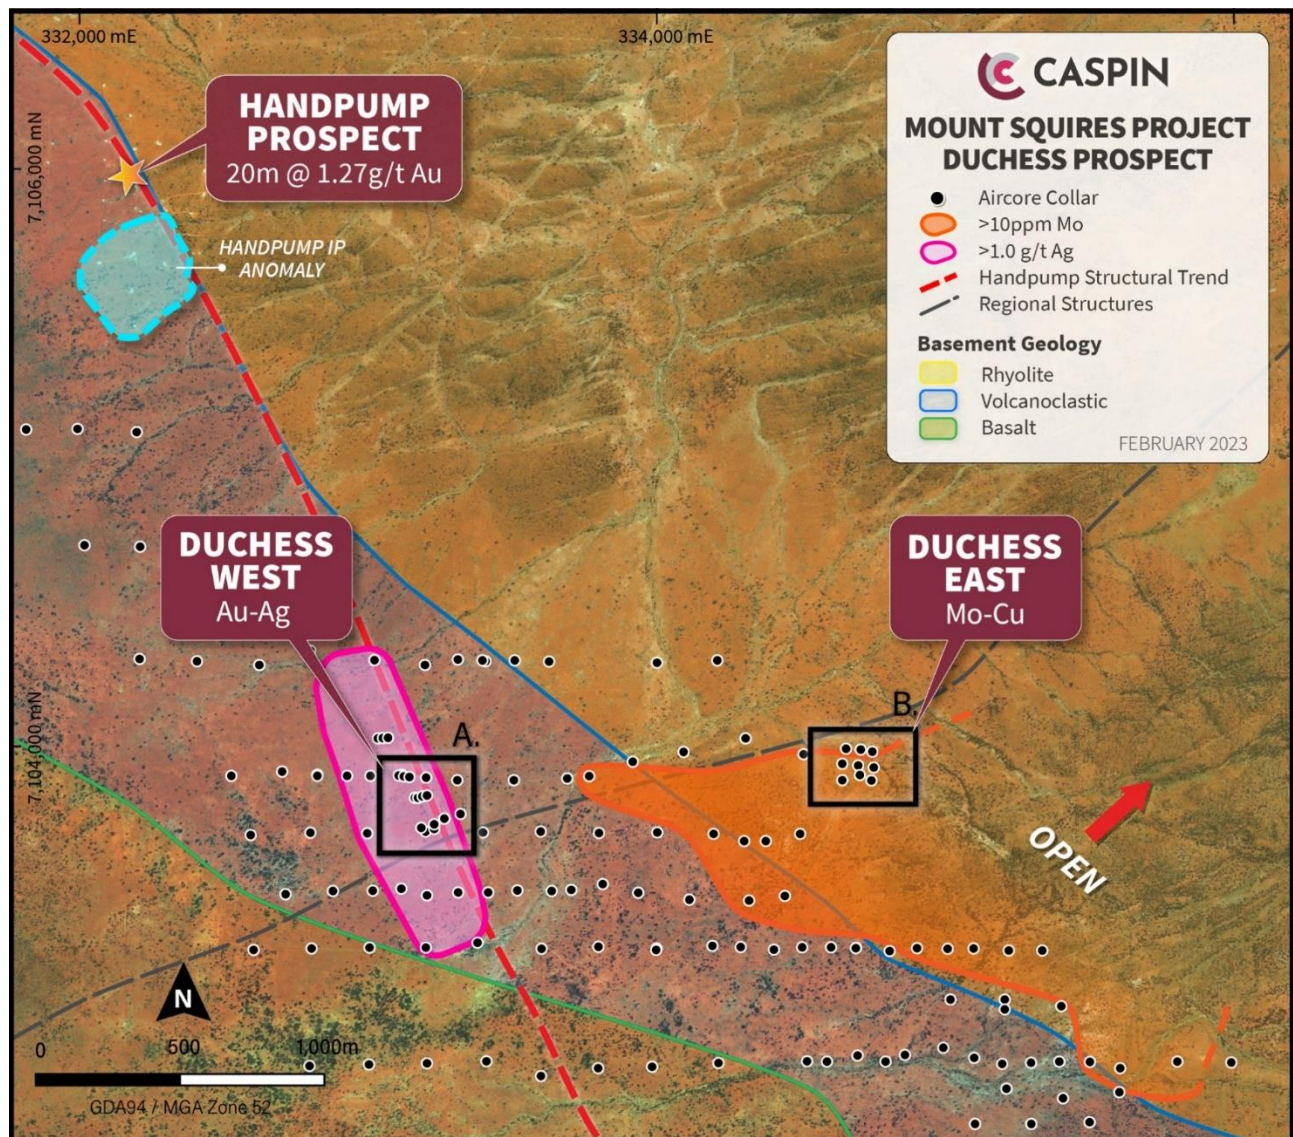 332,000 mE
334,000 mE
7,106,000 mN
7,104,000 mN
HANDPUMP
PROSPECT
20m @ 1.27g/t Au
HANDPUMP IP
ANOMALY
CASPIN
MOUNT SQUIRES PROJECT
DUCHESS PROSPECT
Aircore Collar
>10ppm Mo
>1.0 g/t Ag
Handpump Structural Trend
Regional Structures
Basement Geology
Rhyolite
Volcanoclastic
Basalt
FEBRUARY 2023
DUCHESS
WEST
Au-Ag
DUCHESS
EAST
Mo-Cu
A.
B.
OPEN
N
0 500 1,000m
GDA94 / MGA Zone 52